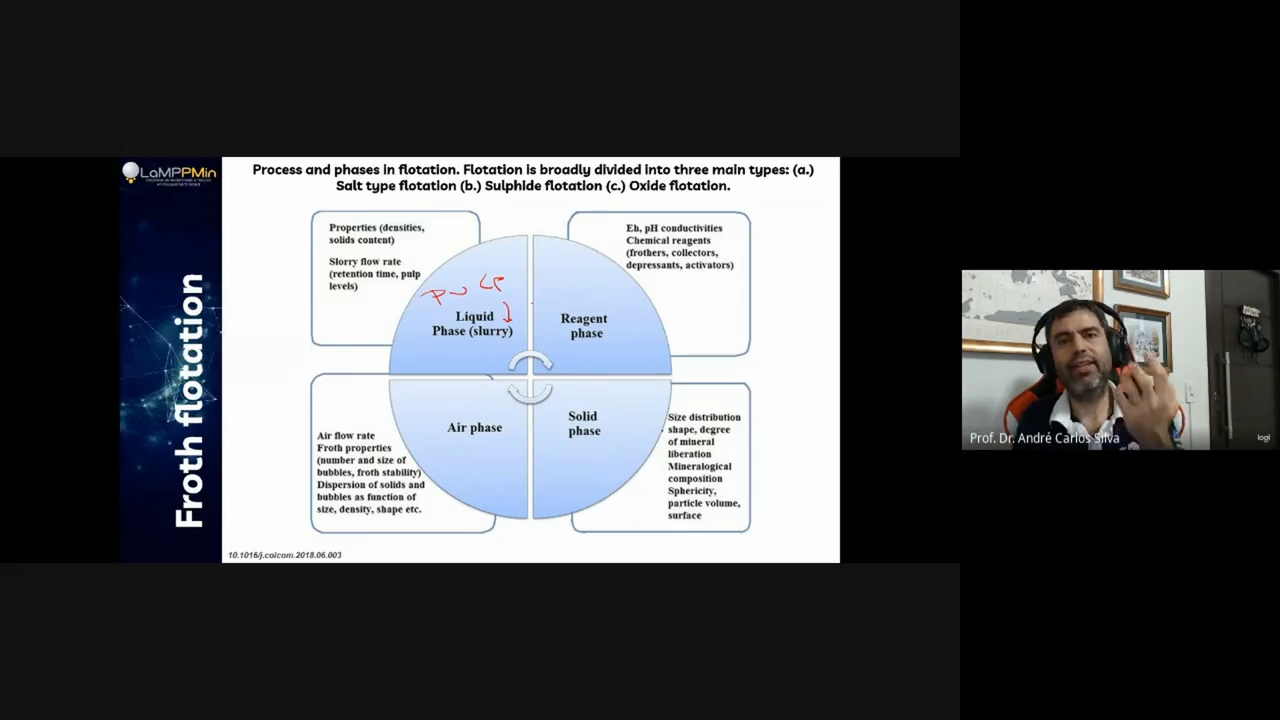 LaMPPMin
Process and phases in flotation. Flotation is broadly divided into three main types: (a.)
Salt type flotation (b.) Sulphide flotation (c.) Oxide flotation.
Froth flotation
Properties (densities,
solids content)
Slorry flow rate
(retention time, pulp
levels)
Eh, pH conductivities
Chemical reagents
(frothers, collectors,
depressants, activators)
Liquid
Phase (slurry)
Reagent
phase
Air phase
Solid
phase
Air flow rate
Froth properties
(number and size of
bubbles, froth stability)
Dispersion of solids and
bubbles as function of
size, density, shape etc.
Size distribution
shape, degree
of mineral
liberation
Mineralogical
composition
Sphericity,
particle volume,
surface
10.1016/j.colcom.2018.06.003
Prof. Dr. André Carlos Silva
logi